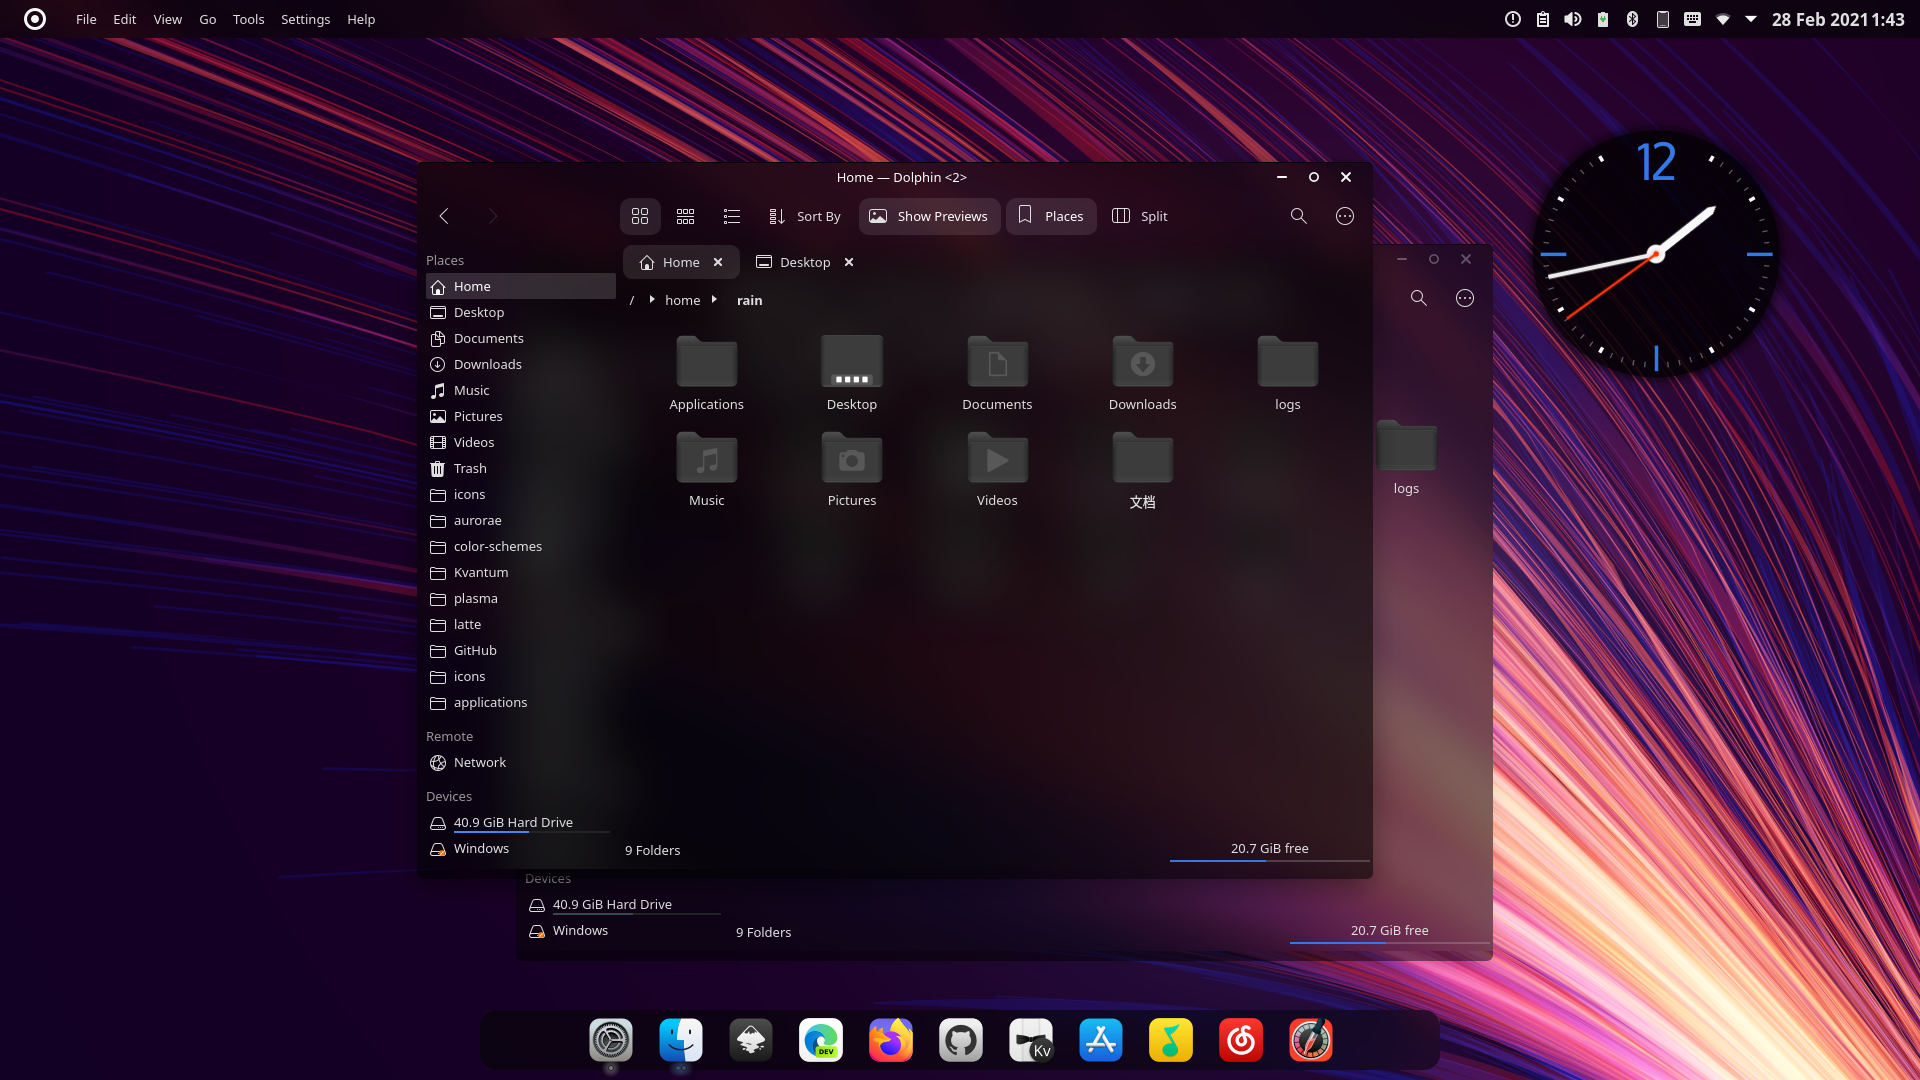 File Edit View Go Tools Settings Help
28 Feb 2021 1:43
12
Home — Dolphin <2>
Sort By Show Previews Places Split
Home Desktop
/ home rain
Places
Home
Desktop
Documents
Downloads
Music
Pictures
Videos
Trash
icons
aurorae
color-schemes
Kvantum
plasma
latte
GitHub
icons
applications
Remote
Network
Devices
40.9 GiB Hard Drive
Windows
Applications Desktop Documents Downloads logs
Music Pictures Videos 文档
9 Folders
20.7 GiB free
logs
Devices
40.9 GiB Hard Drive
Windows
9 Folders
20.7 GiB free
DEV
Kv